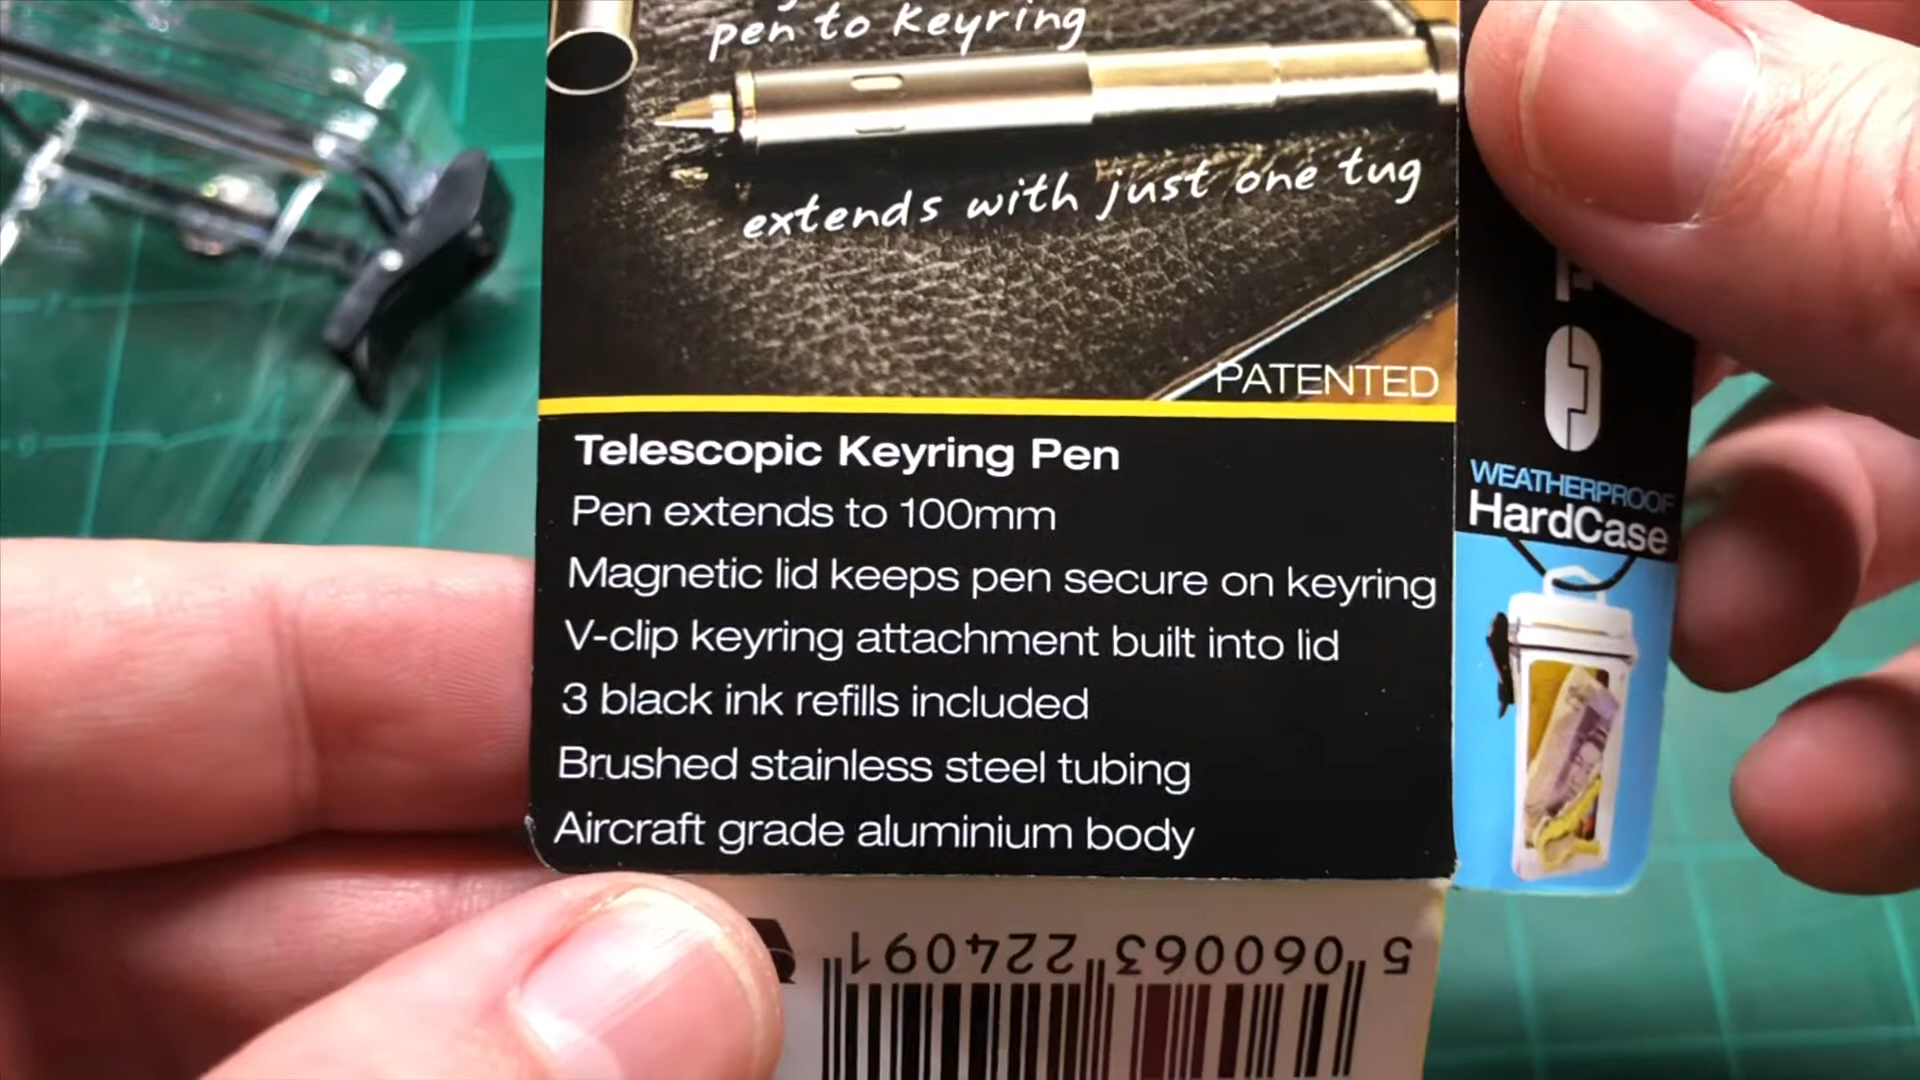 pen to keyring
extends with just one tug
PATENTED
Telescopic Keyring Pen
Pen extends to 100mm
Magnetic lid keeps pen secure on keyring
V-clip keyring attachment built into lid
3 black ink refills included
Brushed stainless steel tubing
Aircraft grade aluminium body
WEATHERPROOF
HardCase
5 060063 224091